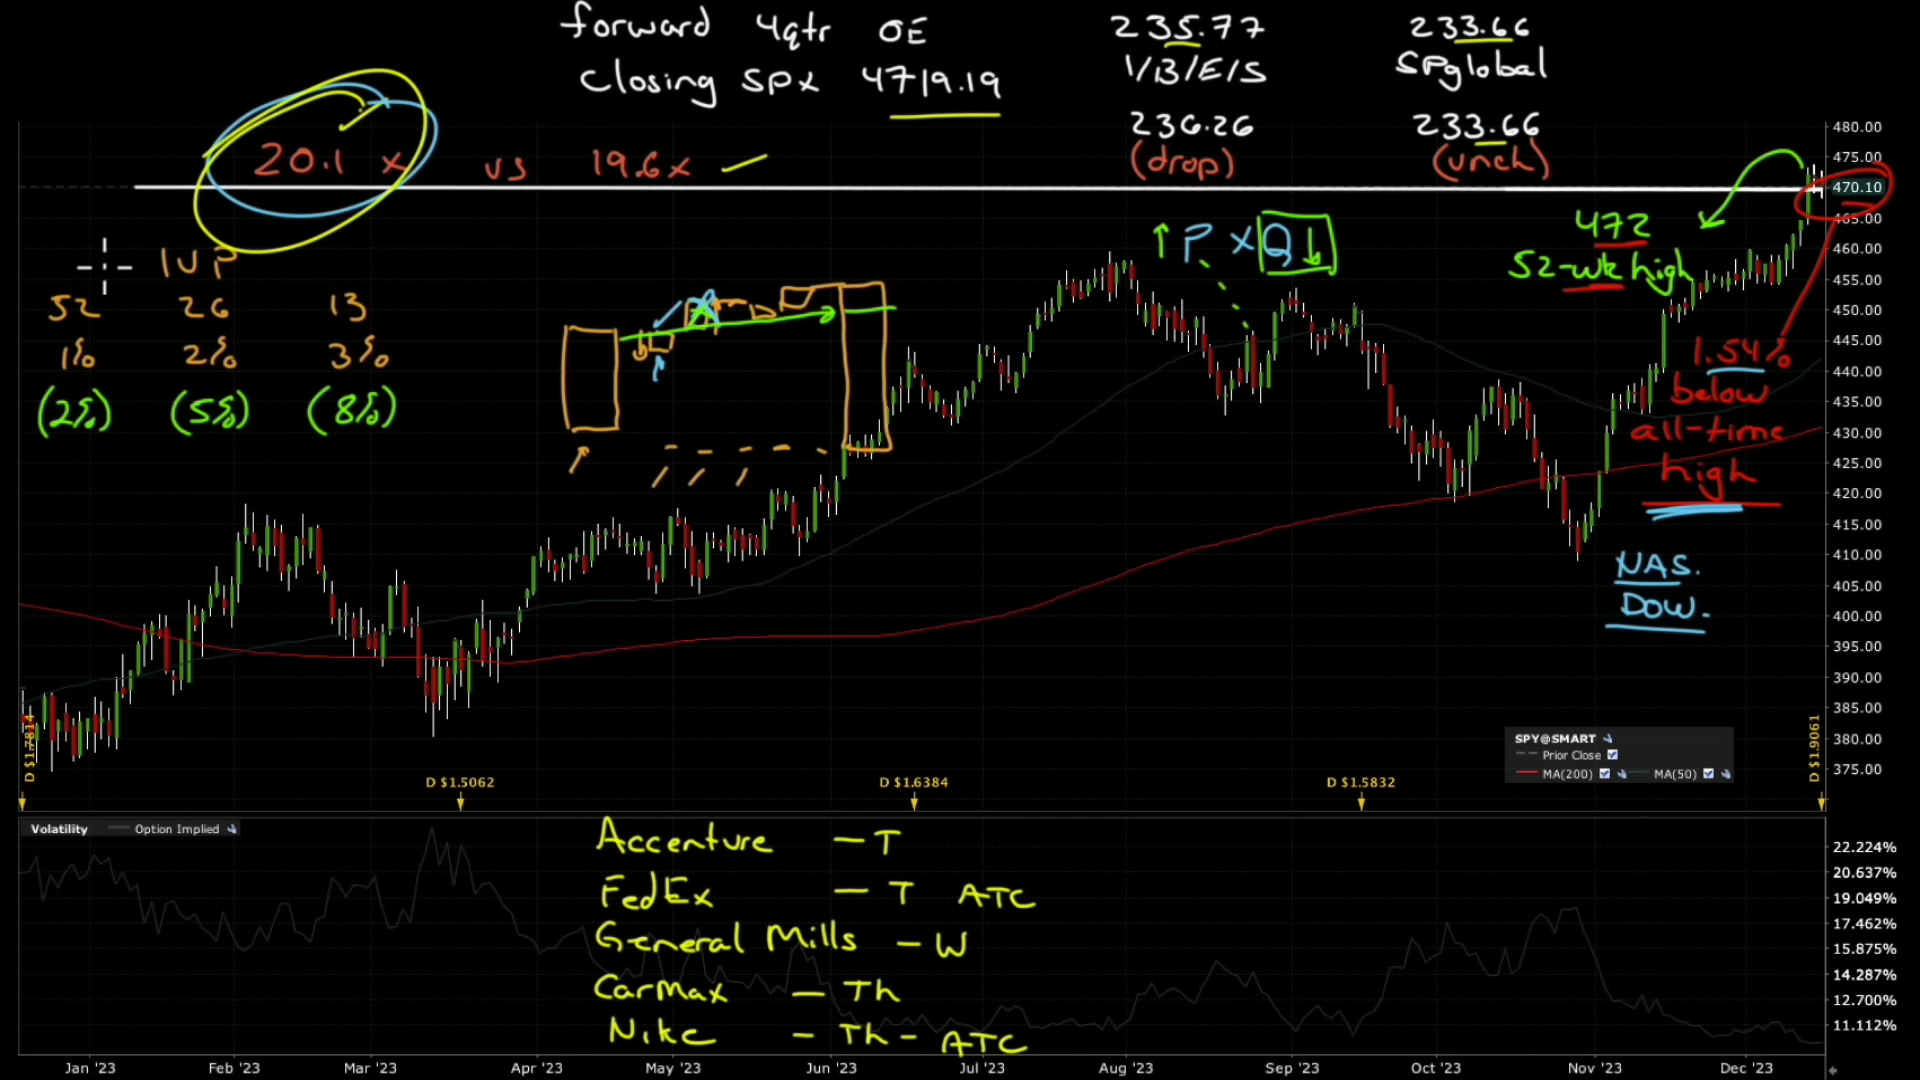 forward 4qtr OE 235.77 233.66
Closing SPX 4719.19 I/B/E/S SPglobal
236.26 233.66
20.1 x vs 19.6x (drop) (unch)
↑ P x Q ↓
472
52-wk high
1 UP
52 26 13
1% 2% 3%
(2%) (5%) (8%)
1.54%
below
all-time
high
NAS.
DOW.
480.00
475.00
470.10
465.00
460.00
455.00
450.00
445.00
440.00
435.00
430.00
425.00
420.00
415.00
410.00
405.00
400.00
395.00
390.00
385.00
380.00
375.00
SPY@SMART
Prior Close
MA(200) MA(50)
D $1.7814
D $1.5062
D $1.6384
D $1.5832
D $1.9061
Volatility Option Implied
Accenture – T
FedEx – T ATC
General Mills – W
CarMax – Th
Nike – Th – ATC
22.224%
20.637%
19.049%
17.462%
15.875%
14.287%
12.700%
11.112%
Jan '23 Feb '23 Mar '23 Apr '23 May '23 Jun '23 Jul '23 Aug '23 Sep '23 Oct '23 Nov '23 Dec '23